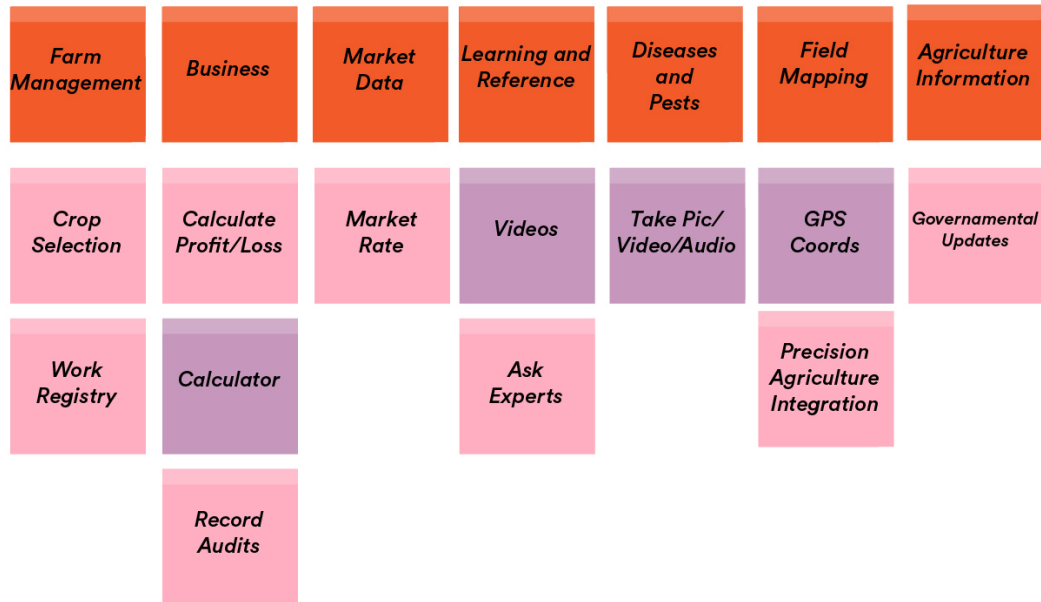 Farm
Management
Business
Market
Data
Learning and
Reference
Diseases
and
Pests
Field
Mapping
Agriculture
Information
Crop
Selection
Calculate
Profit/Loss
Market
Rate
Videos
Take Pic/
Video/Audio
GPS
Coords
Governamental
Updates
Work
Registry
Calculator
Ask
Experts
Precision
Agriculture
Integration
Record
Audits